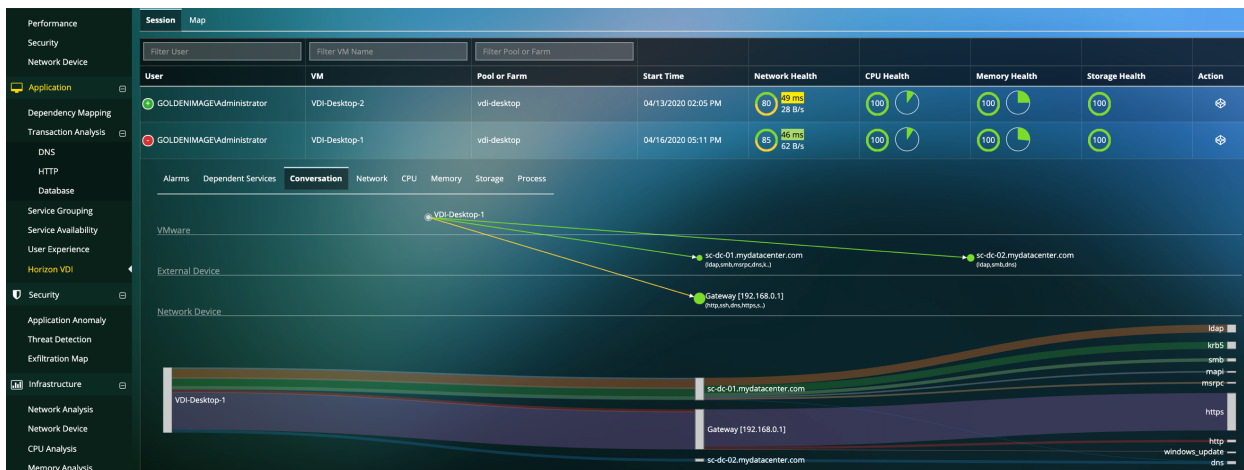 Performance
Security
Network Device
Application
Dependency Mapping
Transaction Analysis
DNS
HTTP
Database
Service Grouping
Service Availability
User Experience
Horizon VDI
Security
Application Anomaly
Threat Detection
Exfiltration Map
Infrastructure
Network Analysis
Network Device
CPU Analysis
Memory Analysis
Session Map
Filter User Filter VM Name Filter Pool or Farm
User VM Pool or Farm Start Time Network Health CPU Health Memory Health Storage Health Action
GOLDENIMAGE\Administrator VDI-Desktop-2 vdi-desktop 04/13/2020 02:05 PM 80 49 ms 100 100 100
28 B/s
GOLDENIMAGE\Administrator VDI-Desktop-1 vdi-desktop 04/16/2020 05:11 PM 85 46 ms 100 100 100
62 B/s
Alarms Dependent Services Conversation Network CPU Memory Storage Process
VDI-Desktop-1
VMware
sc-dc-01.mydatacenter.com sc-dc-02.mydatacenter.com
(ldap,smb,msrpc,dns,k..) (ldap,smb,dns)
External Device
Gateway [192.168.0.1]
(http,ssh,dns,https,s..)
Network Device
ldap
krb5
smb
mapi
msrpc
sc-dc-01.mydatacenter.com
VDI-Desktop-1
https
Gateway [192.168.0.1]
http
windows_update
sc-dc-02.mydatacenter.com dns